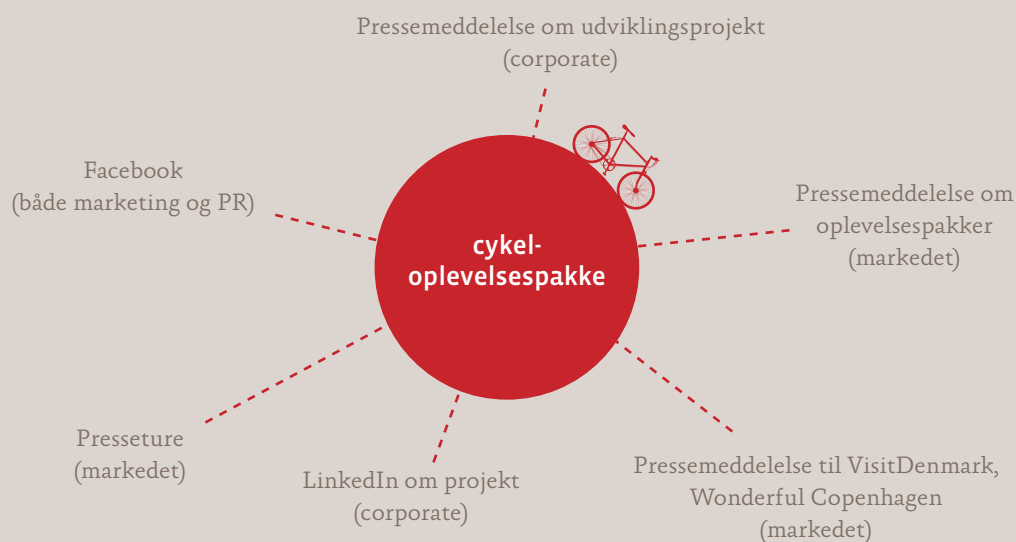 Pressemeddelelse om udviklingsprojekt
(corporate)
Facebook
(både marketing og PR)
Pressemeddelelse om
oplevelsespakker
(markedet)
cykel-
oplevelsespakke
Presseture
(markedet)
LinkedIn om projekt
(corporate)
Pressemeddelelse til VisitDenmark,
Wonderful Copenhagen
(markedet)